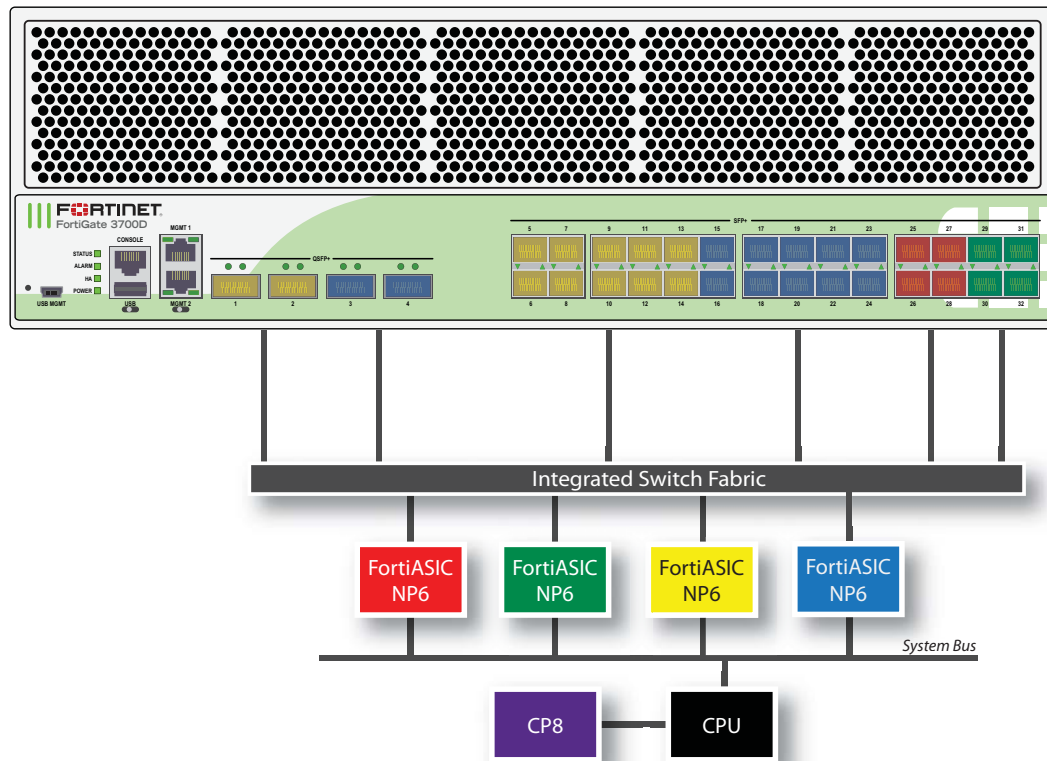 FORTINET
FortiGate 3700D
STATUS
ALARM
HA
POWER
USB MGMT
CONSOLE
USB
MGMT 1
MGMT 2
QSFP+
1 2 3 4
SFP+
5 7 9 11 13 15 17 19 21 23 25 27 29 31
6 8 10 12 14 16 18 20 22 24 26 28 30 32
Integrated Switch Fabric
FortiASIC
NP6
FortiASIC
NP6
FortiASIC
NP6
FortiASIC
NP6
System Bus
CP8
CPU